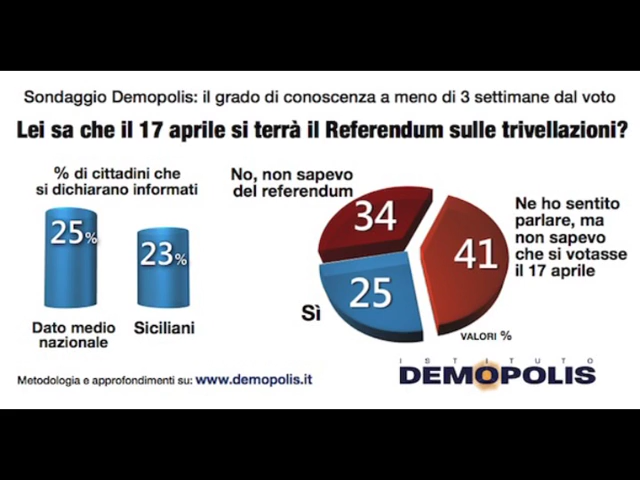 Sondaggio Demopolis: il grado di conoscenza a meno di 3 settimane dal voto
Lei sa che il 17 aprile si terrà il Referendum sulle trivellazioni?
% di cittadini che
si dichiarano informati
25%
23%
Dato medio
nazionale
Siciliani
No, non sapevo
del referendum
34
41
25
Sì
Ne ho sentito
parlare, ma
non sapevo
che si votasse
il 17 aprile
VALORI %
Metodologia e approfondimenti su: www.demopolis.it
ISTITUTO
DEMOPOLIS